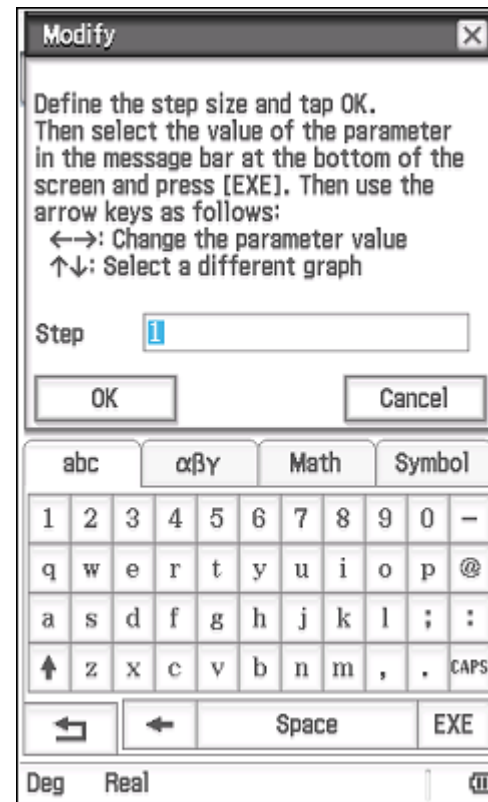 Modify
Define the step size and tap OK.
Then select the value of the parameter
in the message bar at the bottom of the
screen and press [EXE]. Then use the
arrow keys as follows:
←→: Change the parameter value
↑↓: Select a different graph
Step 1
OK Cancel
abc αβγ Math Symbol
1 2 3 4 5 6 7 8 9 0 −
q w e r t y u i o p @
a s d f g h j k l ; :
z x c v b n m , . CAPS
Space EXE
Deg Real